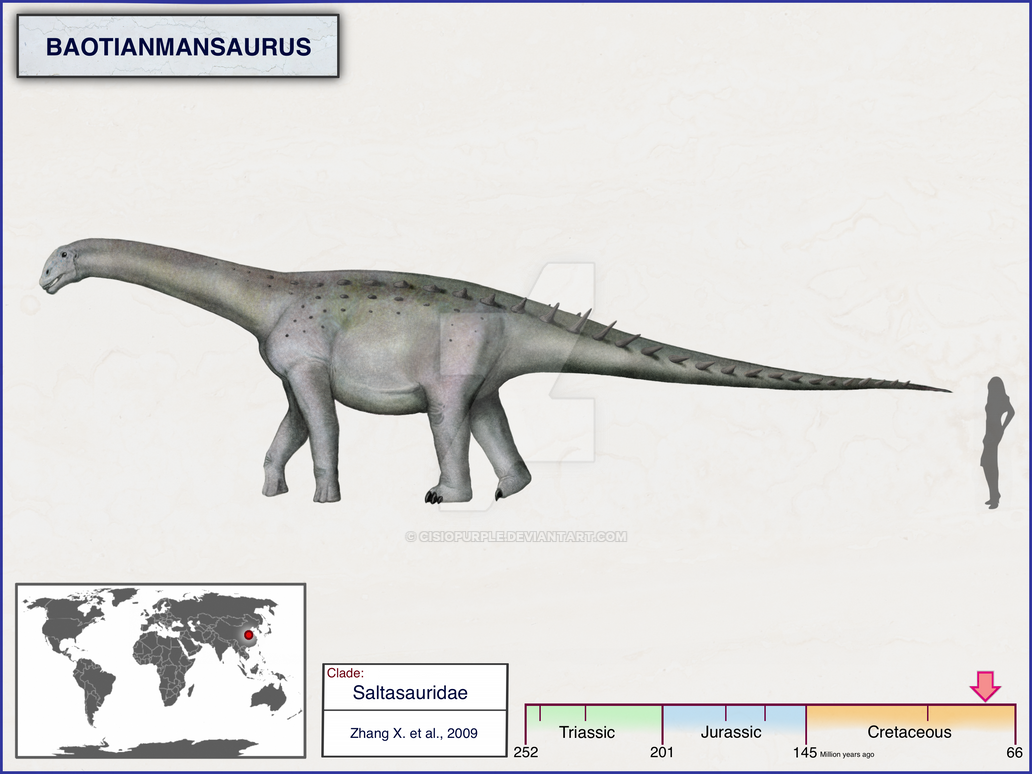 BAOTIANMANSAURUS
© CISIOPURPLE.DEVIANTART.COM
Clade:
Saltasauridae
Zhang X. et al., 2009
Triassic Jurassic Cretaceous
252 201 145 Million years ago 66